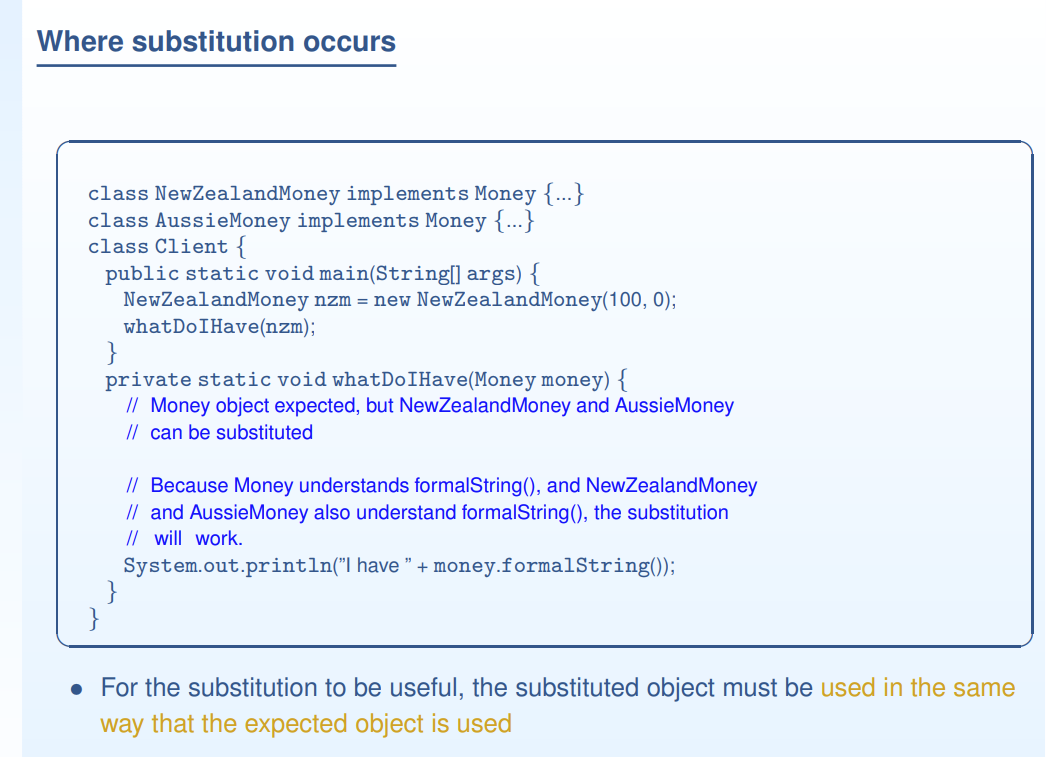 Where substitution occurs
class NewZealandMoney implements Money {...}
class AussieMoney implements Money {...}
class Client {
public static void main(String[] args) {
NewZealandMoney nzm = new NewZealandMoney(100, 0);
whatDoIHave(nzm);
}
private static void whatDoIHave(Money money) {
// Money object expected, but NewZealandMoney and AussieMoney
// can be substituted
// Because Money understands formalString(), and NewZealandMoney
// and AussieMoney also understand formalString(), the substitution
// will work.
System.out.println("I have " + money.formalString());
}
}
• For the substitution to be useful, the substituted object must be used in the same
way that the expected object is used